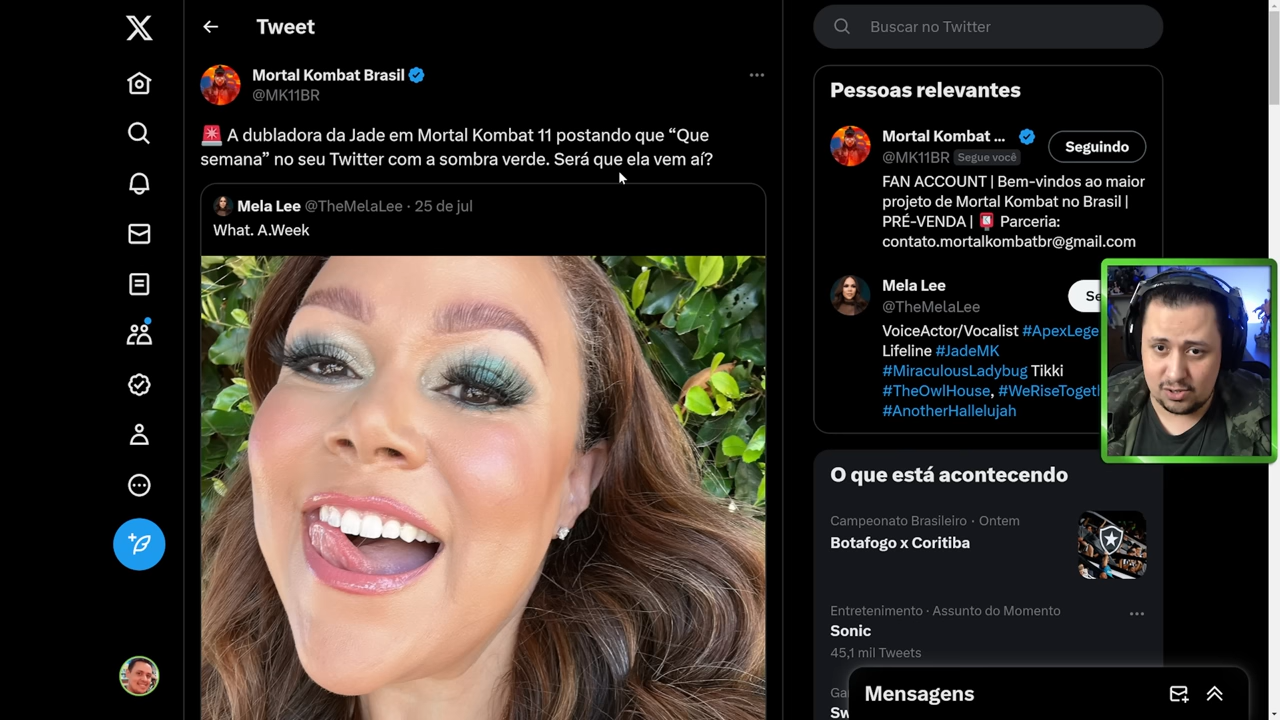 Tweet
Mortal Kombat Brasil
@MK11BR
A dubladora da Jade em Mortal Kombat 11 postando que “Que
semana” no seu Twitter com a sombra verde. Será que ela vem aí?
Mela Lee @TheMelaLee · 25 de jul
What. A.Week
Buscar no Twitter
Pessoas relevantes
Mortal Kombat ...
@MK11BR Segue você
Seguindo
FAN ACCOUNT | Bem-vindos ao maior
projeto de Mortal Kombat no Brasil |
PRÉ-VENDA | Parceria:
contato.mortalkombatbr@gmail.com
Mela Lee
@TheMelaLee
Se
VoiceActor/Vocalist #ApexLege
Lifeline #JadeMK
#MiraculousLadybug Tikki
#TheOwlHouse, #WeRiseTogeth
#AnotherHallelujah
O que está acontecendo
Campeonato Brasileiro · Ontem
Botafogo x Coritiba
Entretenimento · Assunto do Momento
Sonic
45,1 mil Tweets
Ga
Sw
Mensagens